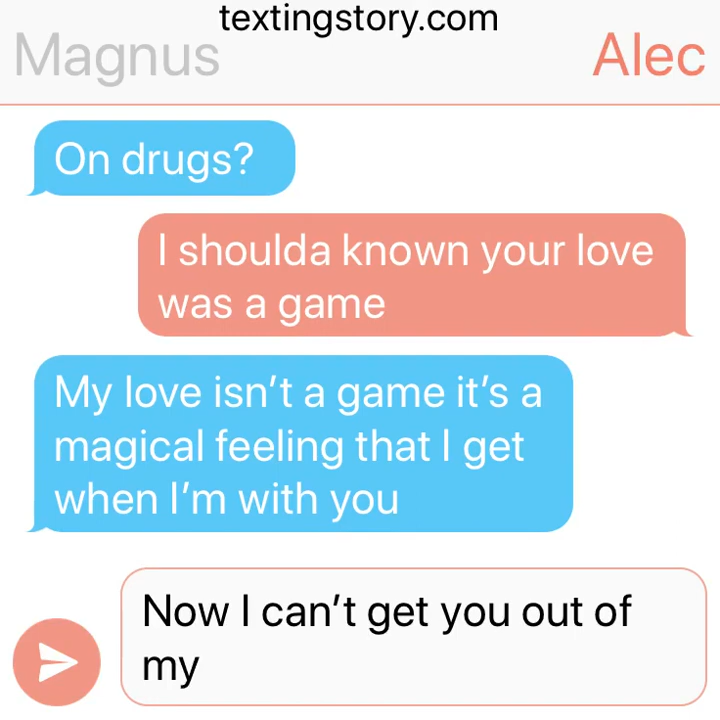 textingstory.com
Magnus
Alec
On drugs?
I shoulda known your love
was a game
My love isn't a game it's a
magical feeling that I get
when I'm with you
Now I can't get you out of
my